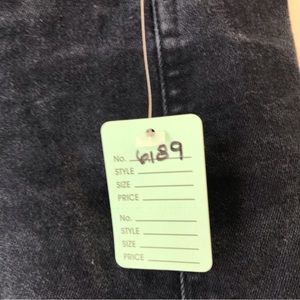 No. 6189
STYLE
SIZE
PRICE
No.
STYLE
SIZE
PRICE